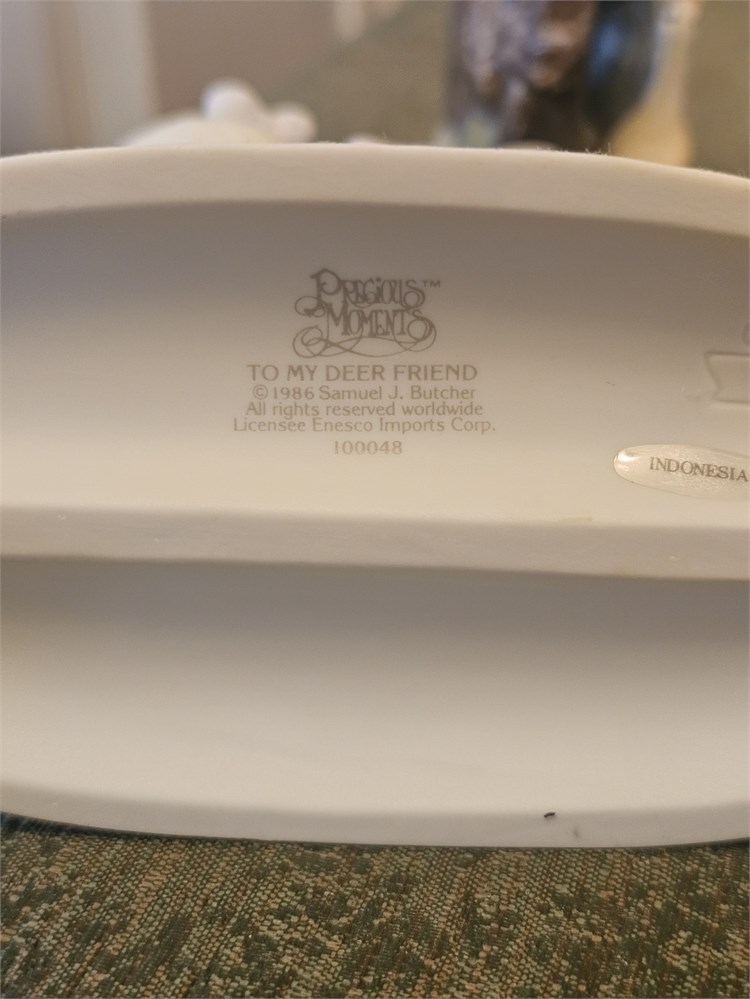 PRECIOUS™
MOMENTS
TO MY DEER FRIEND
©1986 Samuel J. Butcher
All rights reserved worldwide
Licensee Enesco Imports Corp.
100048
INDONESIA